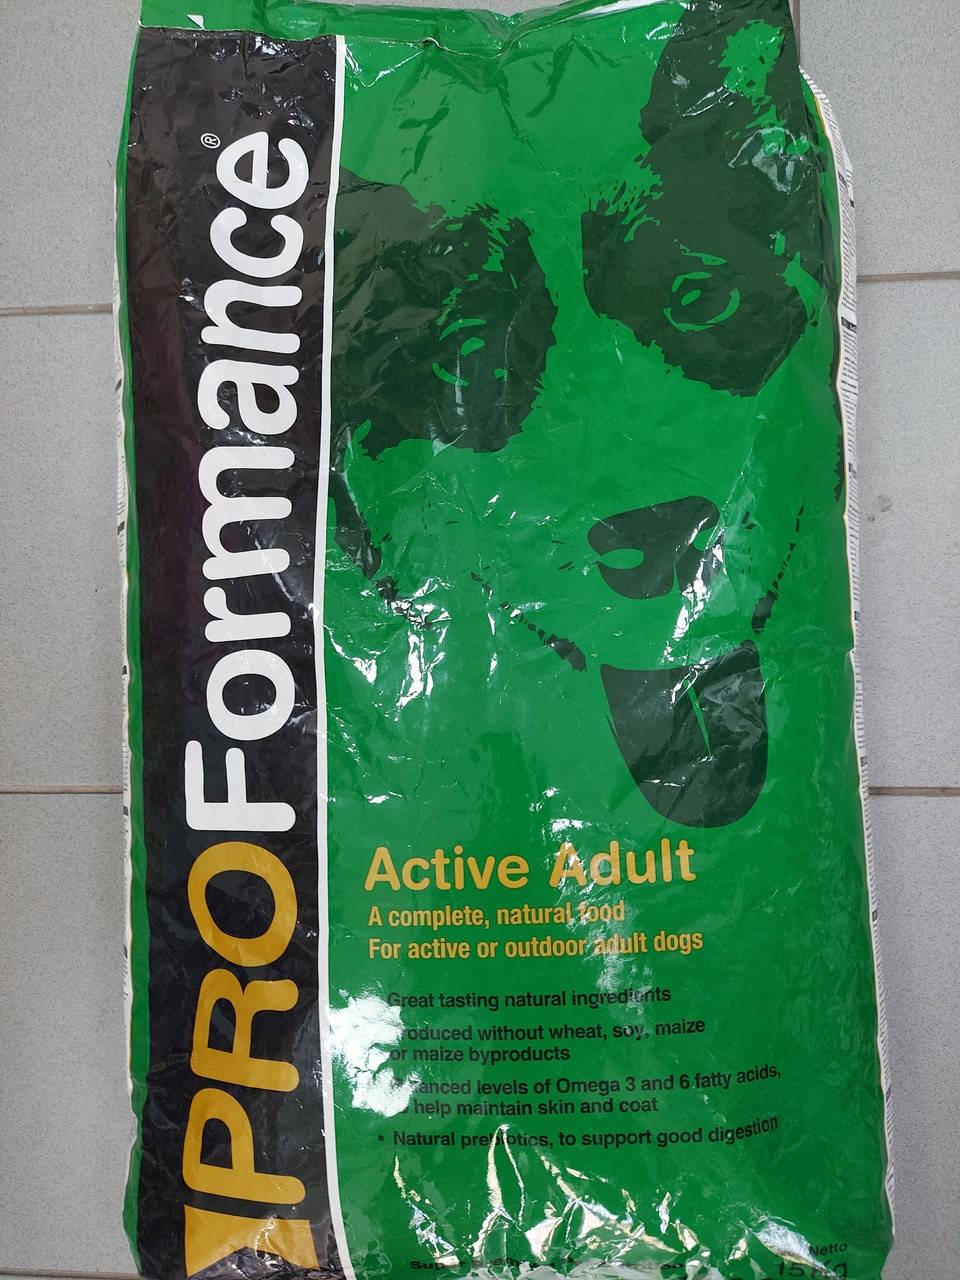 PROFormance®
Active Adult
A complete, natural food
For active or outdoor adult dogs
Great tasting natural ingredients
without wheat, soy, maize
or maize byproducts
levels of Omega 3 and 6 fatty acids,
help maintain skin and coat
• Natural prebiotics, to support good digestion
Netto